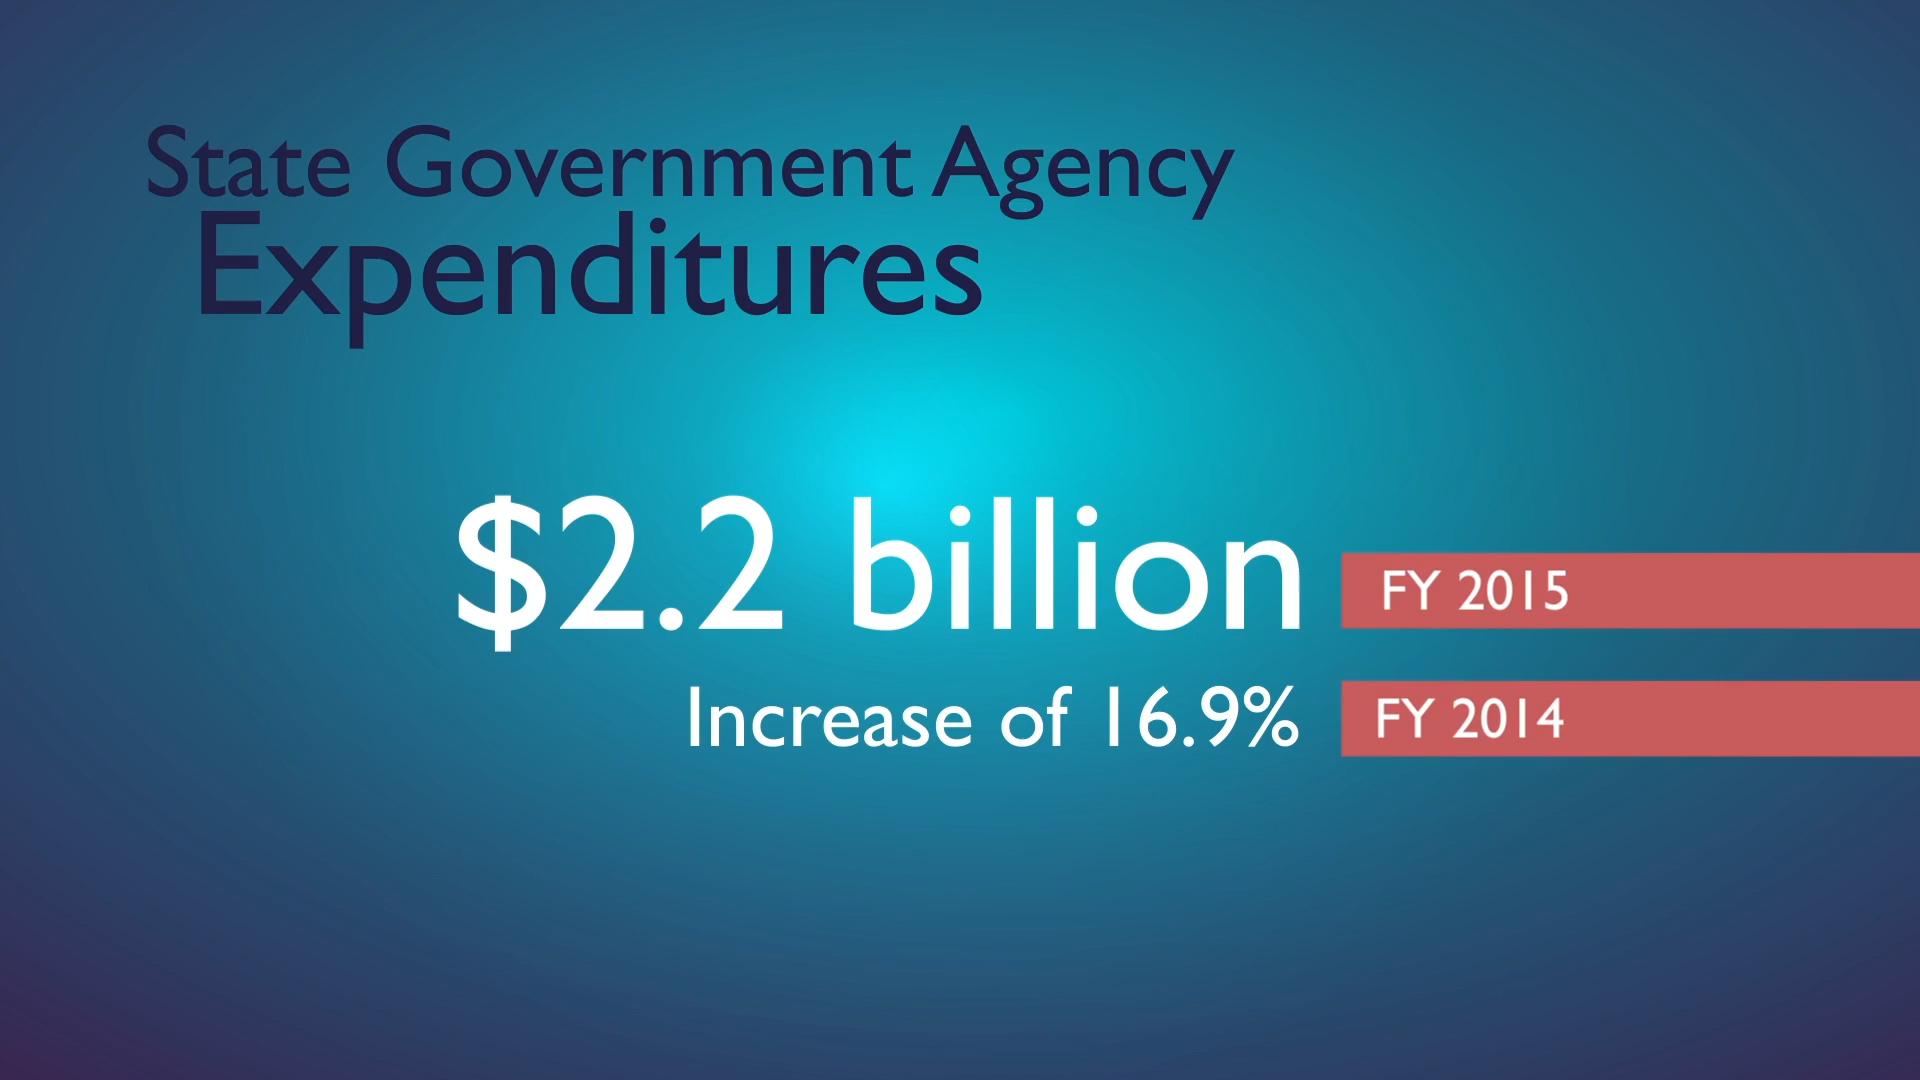 State Government Agency
Expenditures
$2.2 billion FY 2015
Increase of 16.9% FY 2014